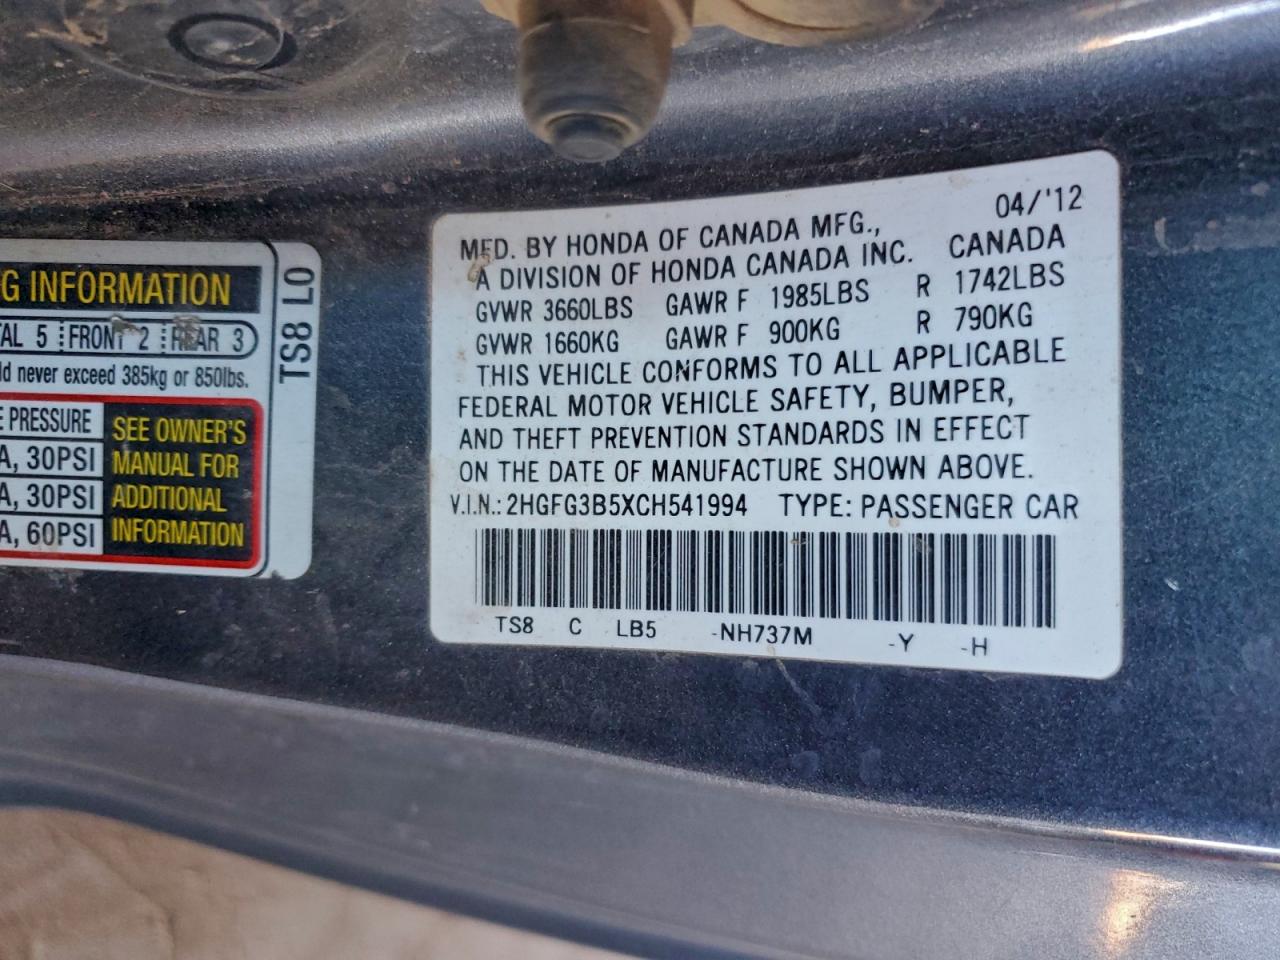 G INFORMATION
TAL 5 FRONT 2 REAR 3
ld never exceed 385kg or 850lbs.
E PRESSURE
A, 30PSI
A, 30PSI
A, 60PSI
SEE OWNER'S
MANUAL FOR
ADDITIONAL
INFORMATION
TS8 L0
04/'12
MFD. BY HONDA OF CANADA MFG.,
A DIVISION OF HONDA CANADA INC. CANADA
GVWR 3660LBS GAWR F 1985LBS R 1742LBS
GVWR 1660KG GAWR F 900KG R 790KG
THIS VEHICLE CONFORMS TO ALL APPLICABLE
FEDERAL MOTOR VEHICLE SAFETY, BUMPER,
AND THEFT PREVENTION STANDARDS IN EFFECT
ON THE DATE OF MANUFACTURE SHOWN ABOVE.
V.I.N.: 2HGFG3B5XCH541994 TYPE: PASSENGER CAR
TS8 C LB5 -NH737M -Y -H